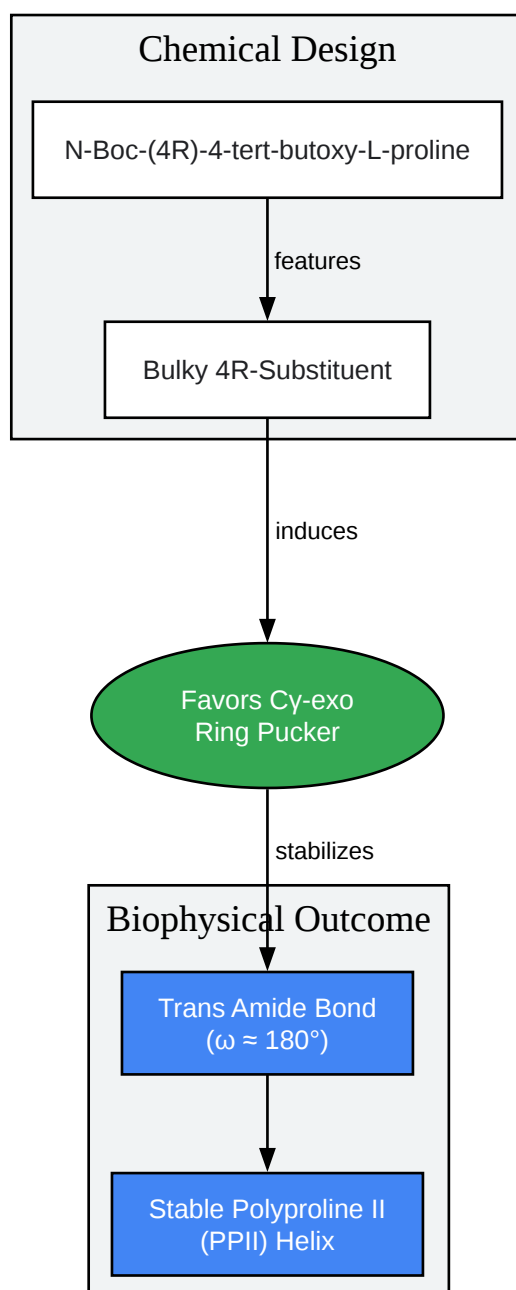 Chemical Design
N-Boc-(4R)-4-tert-butoxy-L-proline
features
Bulky 4R-Substituent
induces
Favors Cγ-exo
Ring Pucker
stabilizes
Biophysical Outcome
Trans Amide Bond
(ω ≈ 180°)
Stable Polyproline II
(PPII) Helix